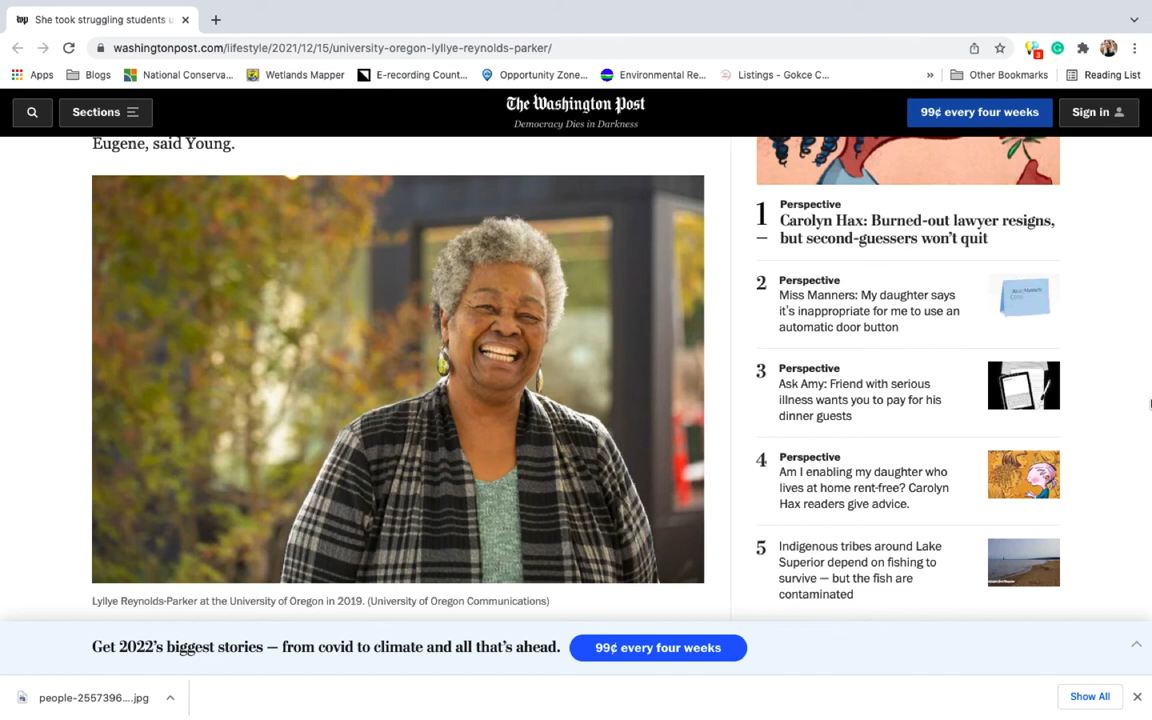 She took struggling students u
washingtonpost.com/lifestyle/2021/12/15/university-oregon-lyllye-reynolds-parker/
3
Apps
Blogs
National Conserva...
Wetlands Mapper
E-recording Count...
Opportunity Zone...
Environmental Re...
Listings - Gokce C...
»
Other Bookmarks
Reading List
Sections
The Washington Post
Democracy Dies in Darkness
99¢ every four weeks
Sign in
Eugene, said Young.
Lyllye Reynolds-Parker at the University of Oregon in 2019. (University of Oregon Communications)
1
Perspective
Carolyn Hax: Burned-out lawyer resigns,
but second-guessers won’t quit
2
Perspective
Miss Manners: My daughter says
it’s inappropriate for me to use an
automatic door button
3
Perspective
Ask Amy: Friend with serious
illness wants you to pay for his
dinner guests
4
Perspective
Am I enabling my daughter who
lives at home rent-free? Carolyn
Hax readers give advice.
5
Indigenous tribes around Lake
Superior depend on fishing to
survive — but the fish are
contaminated
Get 2022’s biggest stories — from covid to climate and all that’s ahead.
99¢ every four weeks
people-2557396....jpg
Show All